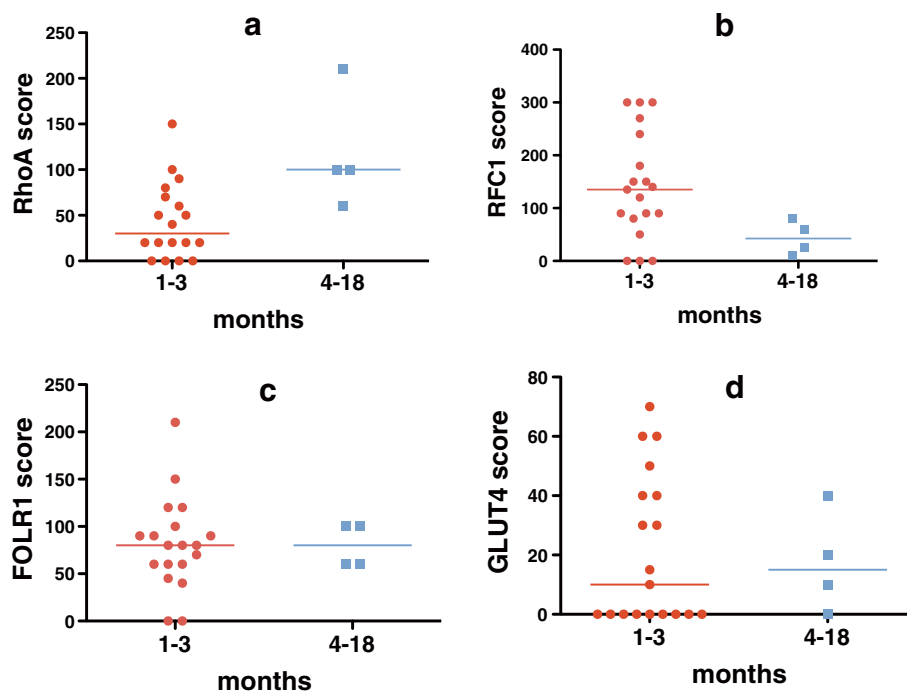 a
RhoA score
250
200
150
100
50
0
1-3
4-18
months
b
RFC1 score
400
300
200
100
0
1-3
4-18
months
c
FOLR1 score
250
200
150
100
50
0
1-3
4-18
months
d
GLUT4 score
80
60
40
20
0
1-3
4-18
months